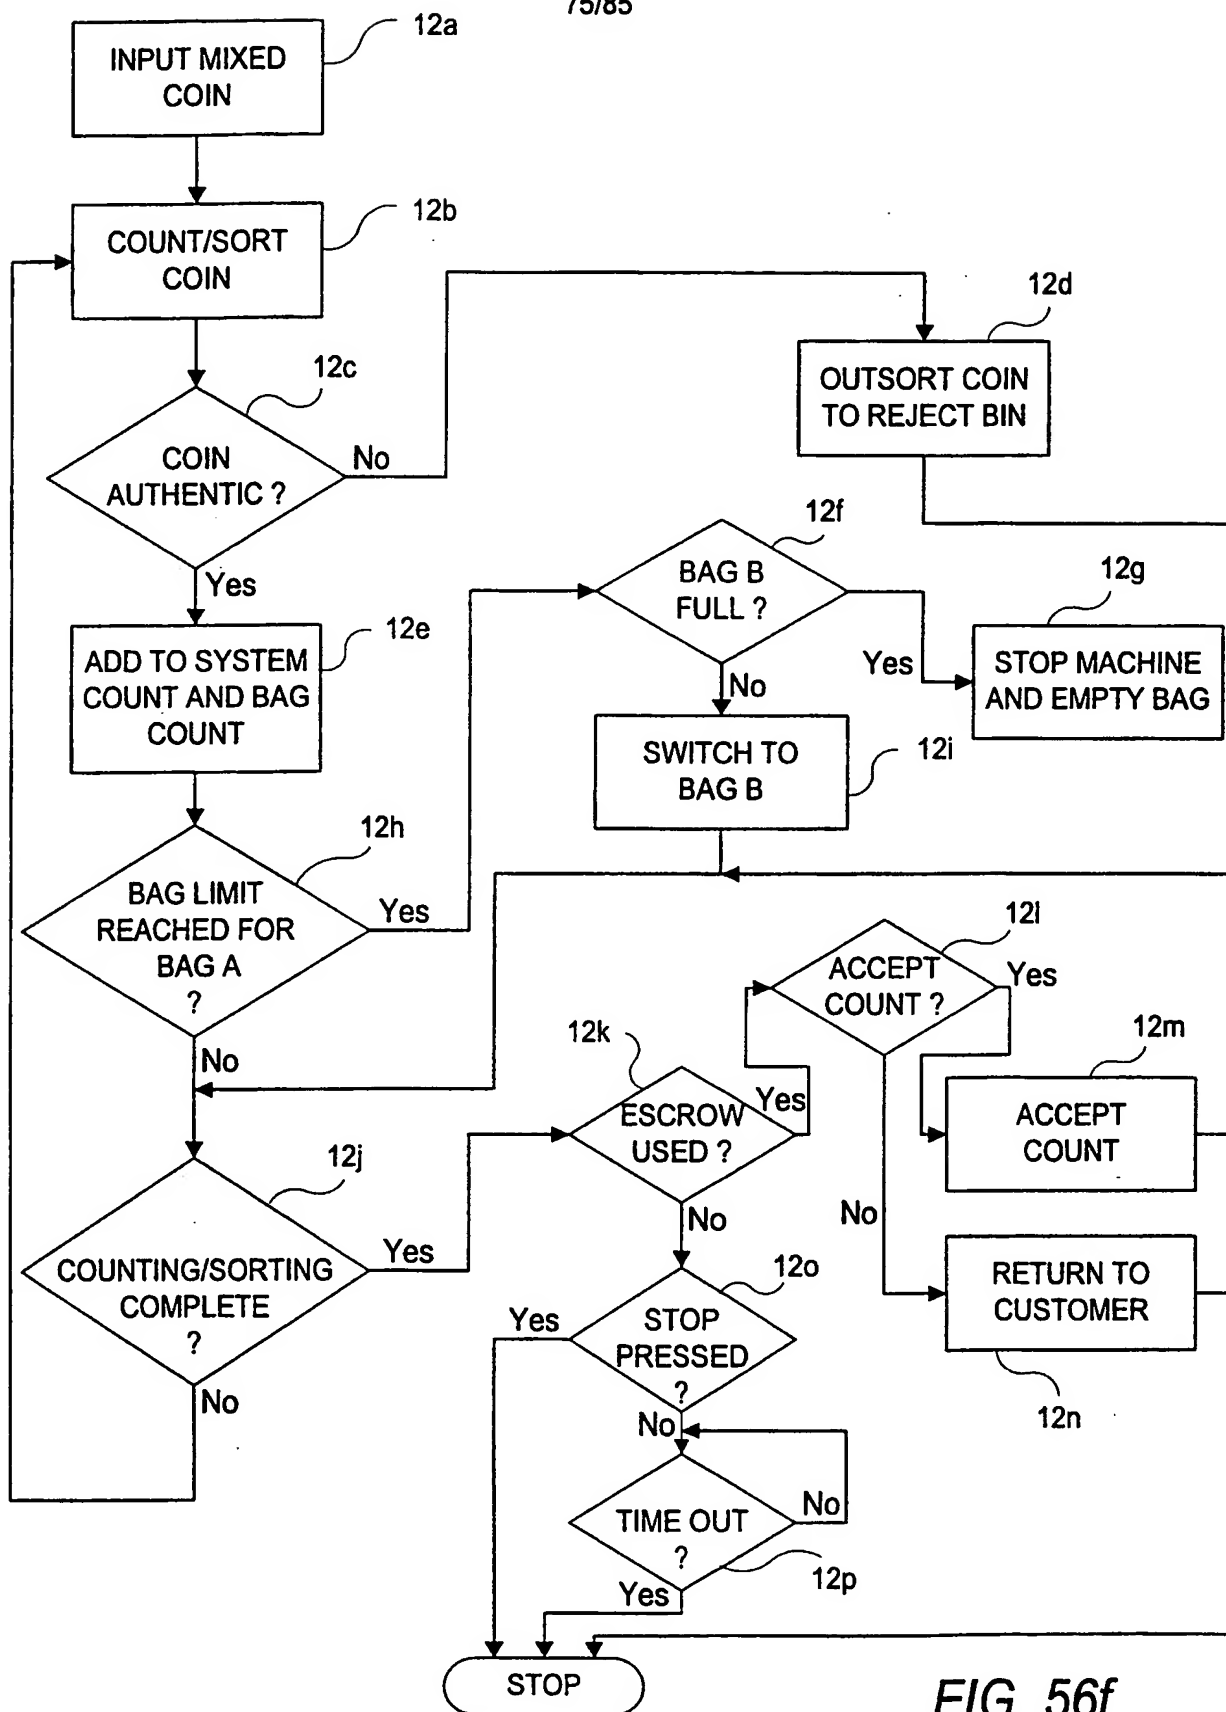 75/85
12a
INPUT MIXED
COIN
12b
COUNT/SORT
COIN
12c
COIN
AUTHENTIC ?
No
Yes
12d
OUTSORT COIN
TO REJECT BIN
12e
ADD TO SYSTEM
COUNT AND BAG
COUNT
12f
BAG B
FULL ?
Yes
No
12g
STOP MACHINE
AND EMPTY BAG
12h
BAG LIMIT
REACHED FOR
BAG A
?
Yes
No
12i
SWITCH TO
BAG B
12j
COUNTING/SORTING
COMPLETE
?
Yes
No
12k
ESCROW
USED ?
Yes
No
12l
ACCEPT
COUNT ?
Yes
No
12m
ACCEPT
COUNT
RETURN TO
CUSTOMER
12n
12o
STOP
PRESSED
?
Yes
No
TIME OUT
?
No
Yes
12p
STOP
FIG. 56f